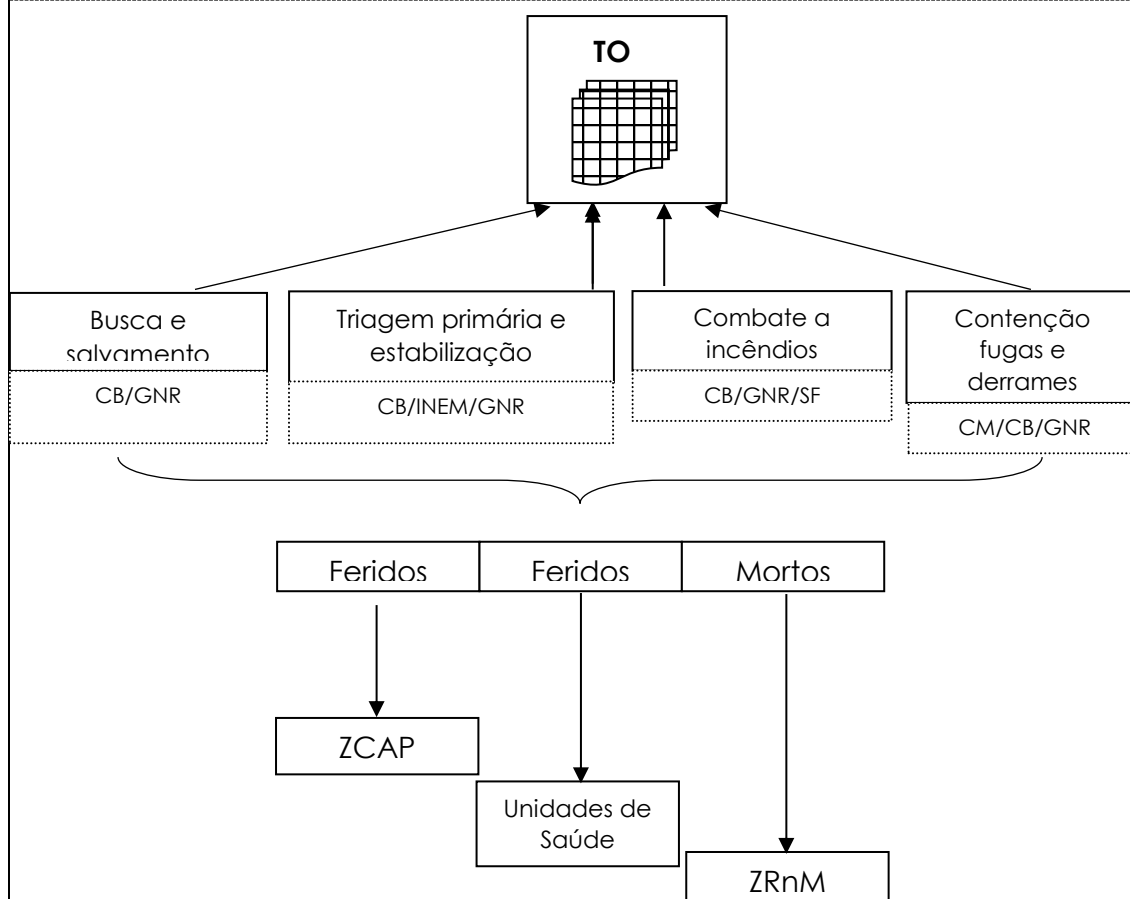 TO
Busca e
salvamento
CB/GNR
Triagem primária e
estabilização
CB/INEM/GNR
Combate a
incêndios
CB/GNR/SF
Contenção
fugas e
derrames
CM/CB/GNR
Feridos
Feridos
Mortos
ZCAP
Unidades de
Saúde
ZRnM